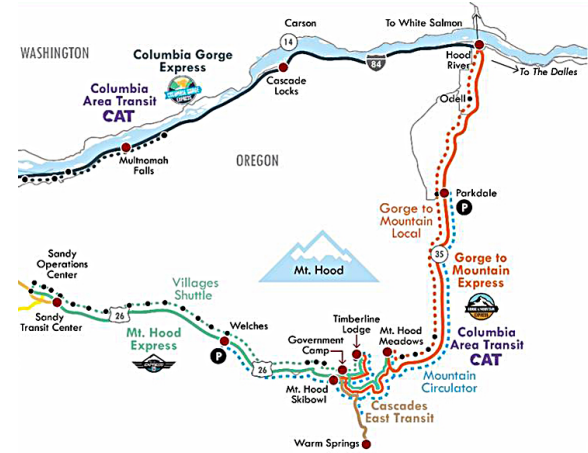 Carson
To White Salmon
14
WASHINGTON
Columbia Gorge
Express
84
Hood
River
To The Dalles
Cascade
Locks
Columbia
Area Transit
CAT
Odell
Multnomah
Falls
OREGON
Parkdale
P
Gorge to
Mountain
Local
35
Gorge to
Mountain
Express
Mt. Hood
Sandy
Operations
Center
Villages
Shuttle
Sandy
Transit Center
26
Mt. Hood
Express
Welches
P
26
Timberline
Lodge
Government
Camp
Mt. Hood
Meadows
Columbia
Area Transit
CAT
Mt. Hood
Skibowl
Mountain
Circulator
Cascades
East Transit
Warm Springs